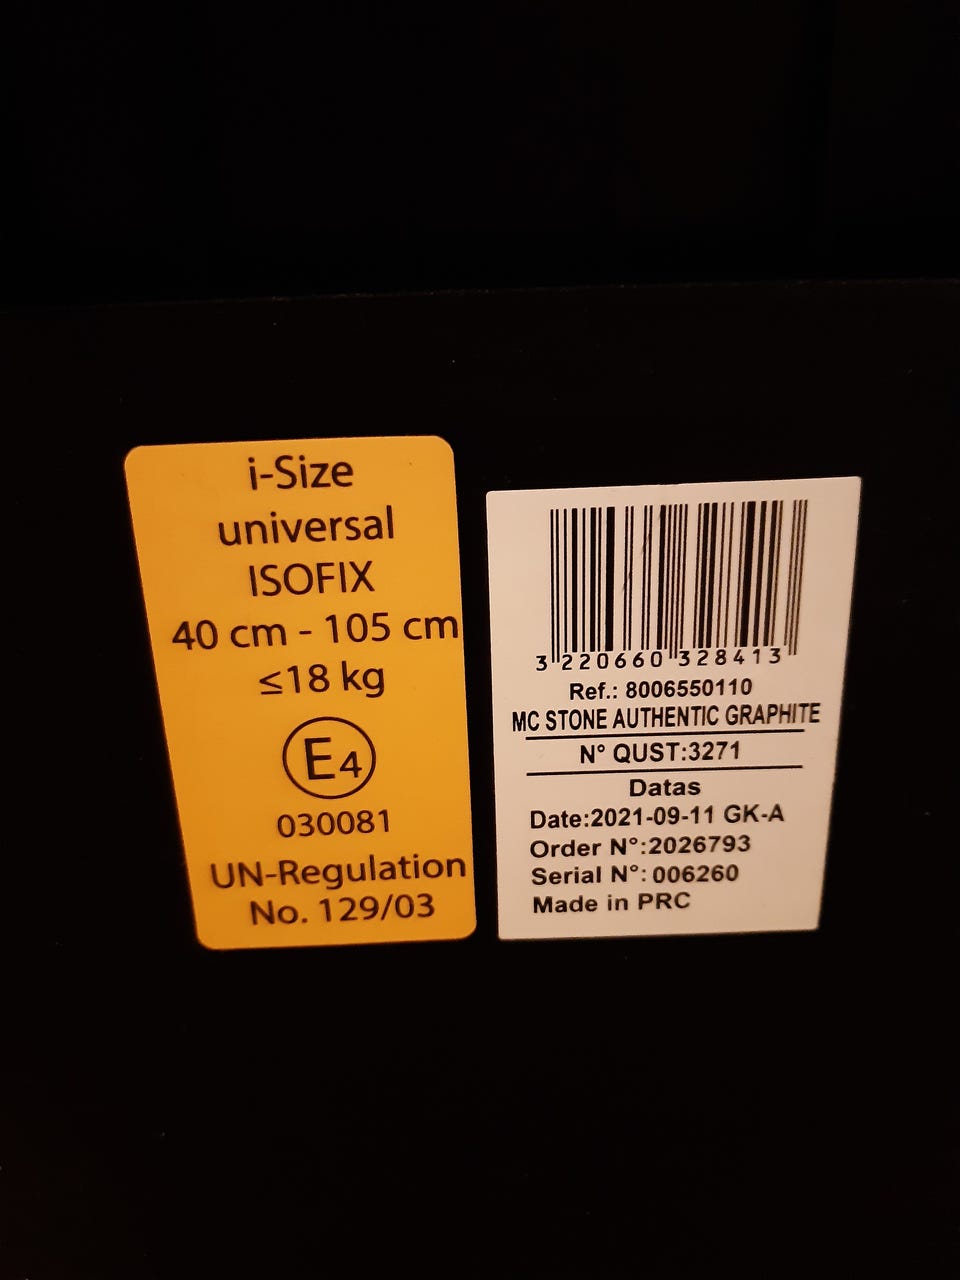 i-Size
universal
ISOFIX
40 cm - 105 cm
≤18 kg
E4
030081
UN-Regulation
No. 129/03
3 220660 328413
Ref.: 8006550110
MC STONE AUTHENTIC GRAPHITE
N° QUST:3271
Datas
Date:2021-09-11 GK-A
Order N°:2026793
Serial N°: 006260
Made in PRC